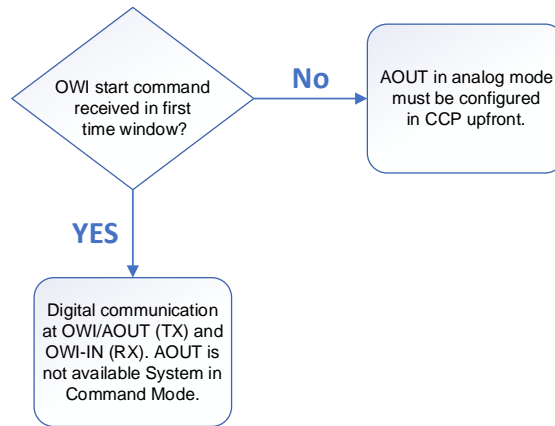 OWI start command
received in first
time window?
No
AOUT in analog mode
must be configured
in CCP upfront.
YES
Digital communication
at OWI/AOUT (TX) and
OWI-IN (RX). AOUT is
not available System in
Command Mode.